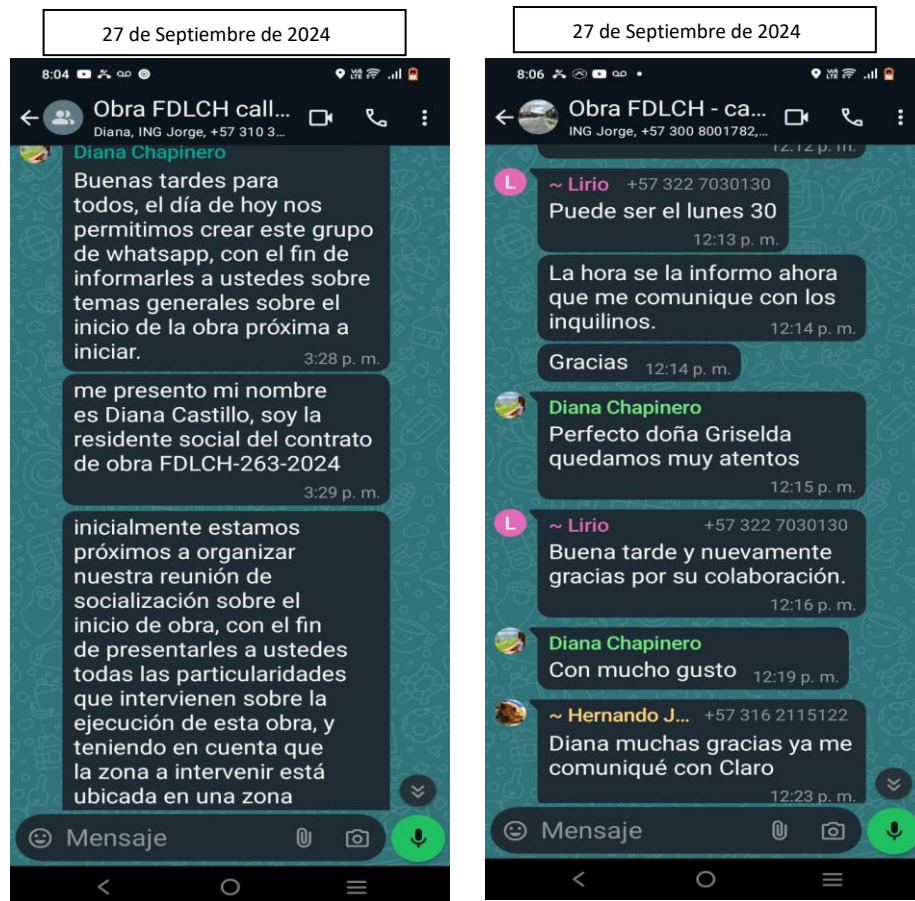 27 de Septiembre de 2024
8:04
Obra FDLCH call...
Diana, ING Jorge, +57 310 3...
Diana Chapinero
Buenas tardes para
todos, el día de hoy nos
permitimos crear este grupo
de whatsapp, con el fin de
informarles a ustedes sobre
temas generales sobre el
inicio de la obra próxima a
iniciar.
3:28 p. m.
me presento mi nombre
es Diana Castillo, soy la
residente social del contrato
de obra FDLCH-263-2024
3:29 p. m.
inicialmente estamos
próximos a organizar
nuestra reunión de
socialización sobre el
inicio de obra, con el fin
de presentarles a ustedes
todas las particularidades
que intervienen sobre la
ejecución de esta obra, y
teniendo en cuenta que
la zona a intervenir está
ubicada en una zona
Mensaje
27 de Septiembre de 2024
8:06
Obra FDLCH - ca...
ING Jorge, +57 300 8001782,...
12:12 p. m.
L
~ Lirio +57 322 7030130
Puede ser el lunes 30
12:13 p. m.
La hora se la informo ahora
que me comunique con los
inquilinos.
12:14 p. m.
Gracias 12:14 p. m.
Diana Chapinero
Perfecto doña Griselda
quedamos muy atentos
12:15 p. m.
L
~ Lirio +57 322 7030130
Buena tarde y nuevamente
gracias por su colaboración.
12:16 p. m.
Diana Chapinero
Con mucho gusto 12:19 p. m.
~ Hernando J... +57 316 2115122
Diana muchas gracias ya me
comuniqué con Claro
12:23 p. m.
Mensaje